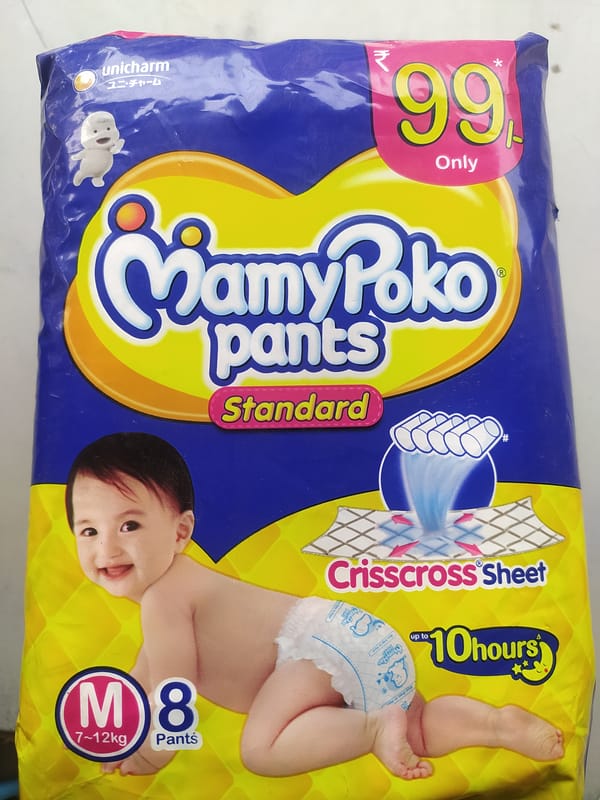 unicharm
ユニ・チャーム
₹ 99*/-
Only
MamyPoko®
pants
Standard
#
Crisscross® Sheet
up to 10hours Δ
M
7~12kg
8
Pants